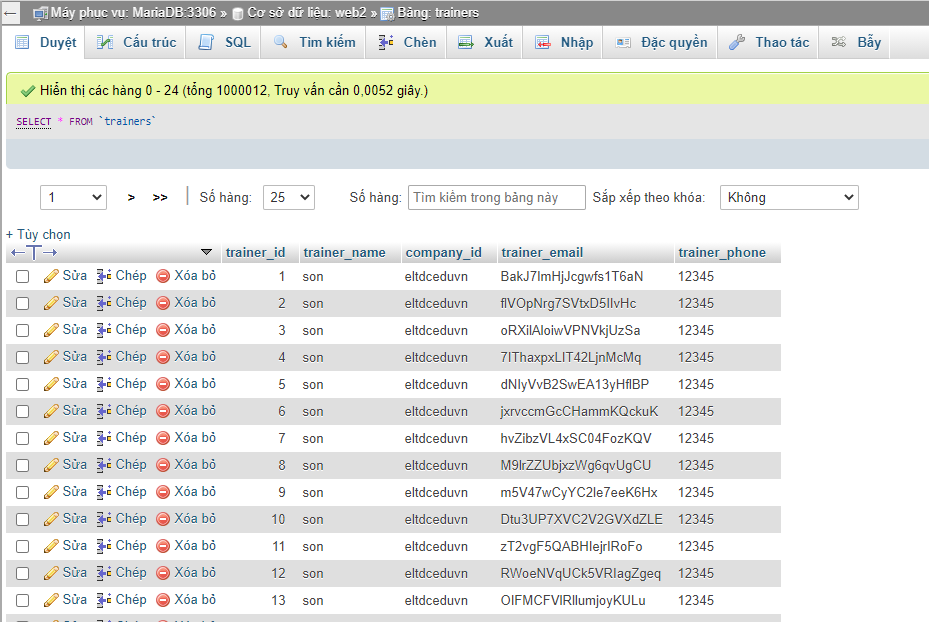 Máy phục vụ: MariaDB:3306 » Cơ sở dữ liệu: web2 » Bảng: trainers
Duyệt Cấu trúc SQL Tìm kiếm Chèn Xuất Nhập Đặc quyền Thao tác Bẫy
Hiển thị các hàng 0 - 24 (tổng 1000012, Truy vấn cần 0,0052 giây.)
SELECT * FROM `trainers`
1 > >> Số hàng: 25 Số hàng: Tìm kiếm trong bảng này Sắp xếp theo khóa: Không
+ Tùy chọn
←T→ trainer_id trainer_name company_id trainer_email trainer_phone
Sửa Chép Xóa bỏ 1 son eltdceduvn BakJ7ImHjJcgwfs1T6aN 12345
Sửa Chép Xóa bỏ 2 son eltdceduvn flVOpNrg7SVtxD5lIvHc 12345
Sửa Chép Xóa bỏ 3 son eltdceduvn oRXilAloiwVPNVkjUzSa 12345
Sửa Chép Xóa bỏ 4 son eltdceduvn 7IThaxpxLIT42LjnMcMq 12345
Sửa Chép Xóa bỏ 5 son eltdceduvn dNIyVvB2SwEA13yHflBP 12345
Sửa Chép Xóa bỏ 6 son eltdceduvn jxrvccmGcCHammKQckuK 12345
Sửa Chép Xóa bỏ 7 son eltdceduvn hvZibzVL4xSC04FozKQV 12345
Sửa Chép Xóa bỏ 8 son eltdceduvn M9lrZZUbjxzWg6qvUgCU 12345
Sửa Chép Xóa bỏ 9 son eltdceduvn m5V47wCyYC2le7eeK6Hx 12345
Sửa Chép Xóa bỏ 10 son eltdceduvn Dtu3UP7XVC2V2GVXdZLE 12345
Sửa Chép Xóa bỏ 11 son eltdceduvn zT2vgF5QABHIejrlRoFo 12345
Sửa Chép Xóa bỏ 12 son eltdceduvn RWoeNVqUCk5VRIagZgeq 12345
Sửa Chép Xóa bỏ 13 son eltdceduvn OIFMCFVIRllumjoyKULu 12345